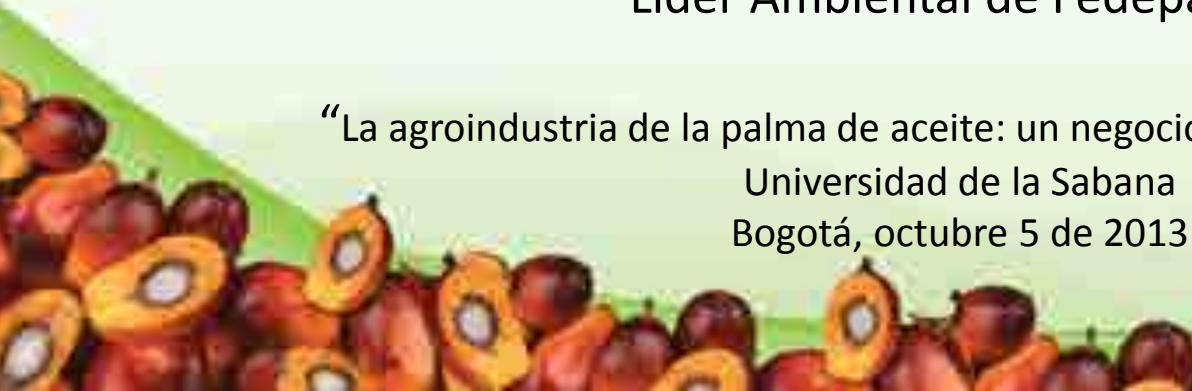 Líder Ambiental de
“La agroindustria de la palma de aceite: un negocio
Universidad de la Sabana
Bogotá, octubre 5 de 2013